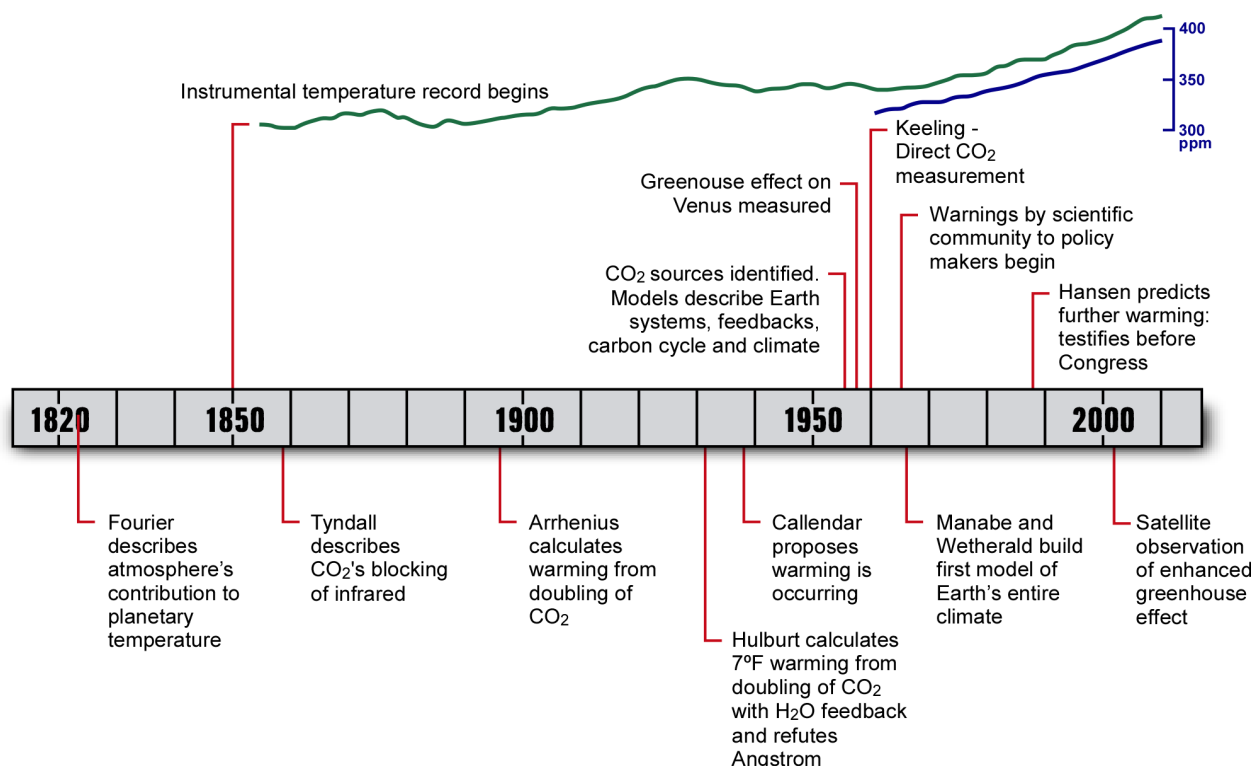 400
Instrumental temperature record begins
350
300
ppm
Keeling -
Direct CO₂
measurement
Greenouse effect on
Venus measured
Warnings by scientific
community to policy
makers begin
CO₂ sources identified.
Models describe Earth
systems, feedbacks,
carbon cycle and climate
Hansen predicts
further warming:
testifies before
Congress
1820 1850 1900 1950 2000
Fourier
describes
atmosphere's
contribution to
planetary
temperature
Tyndall
describes
CO₂'s blocking
of infrared
Arrhenius
calculates
warming from
doubling of
CO₂
Hulburt calculates
7ºF warming from
doubling of CO₂
with H₂O feedback
and refutes
Angstrom
Callendar
proposes
warming is
occurring
Manabe and
Wetherald build
first model of
Earth's entire
climate
Satellite
observation
of enhanced
greenhouse
effect